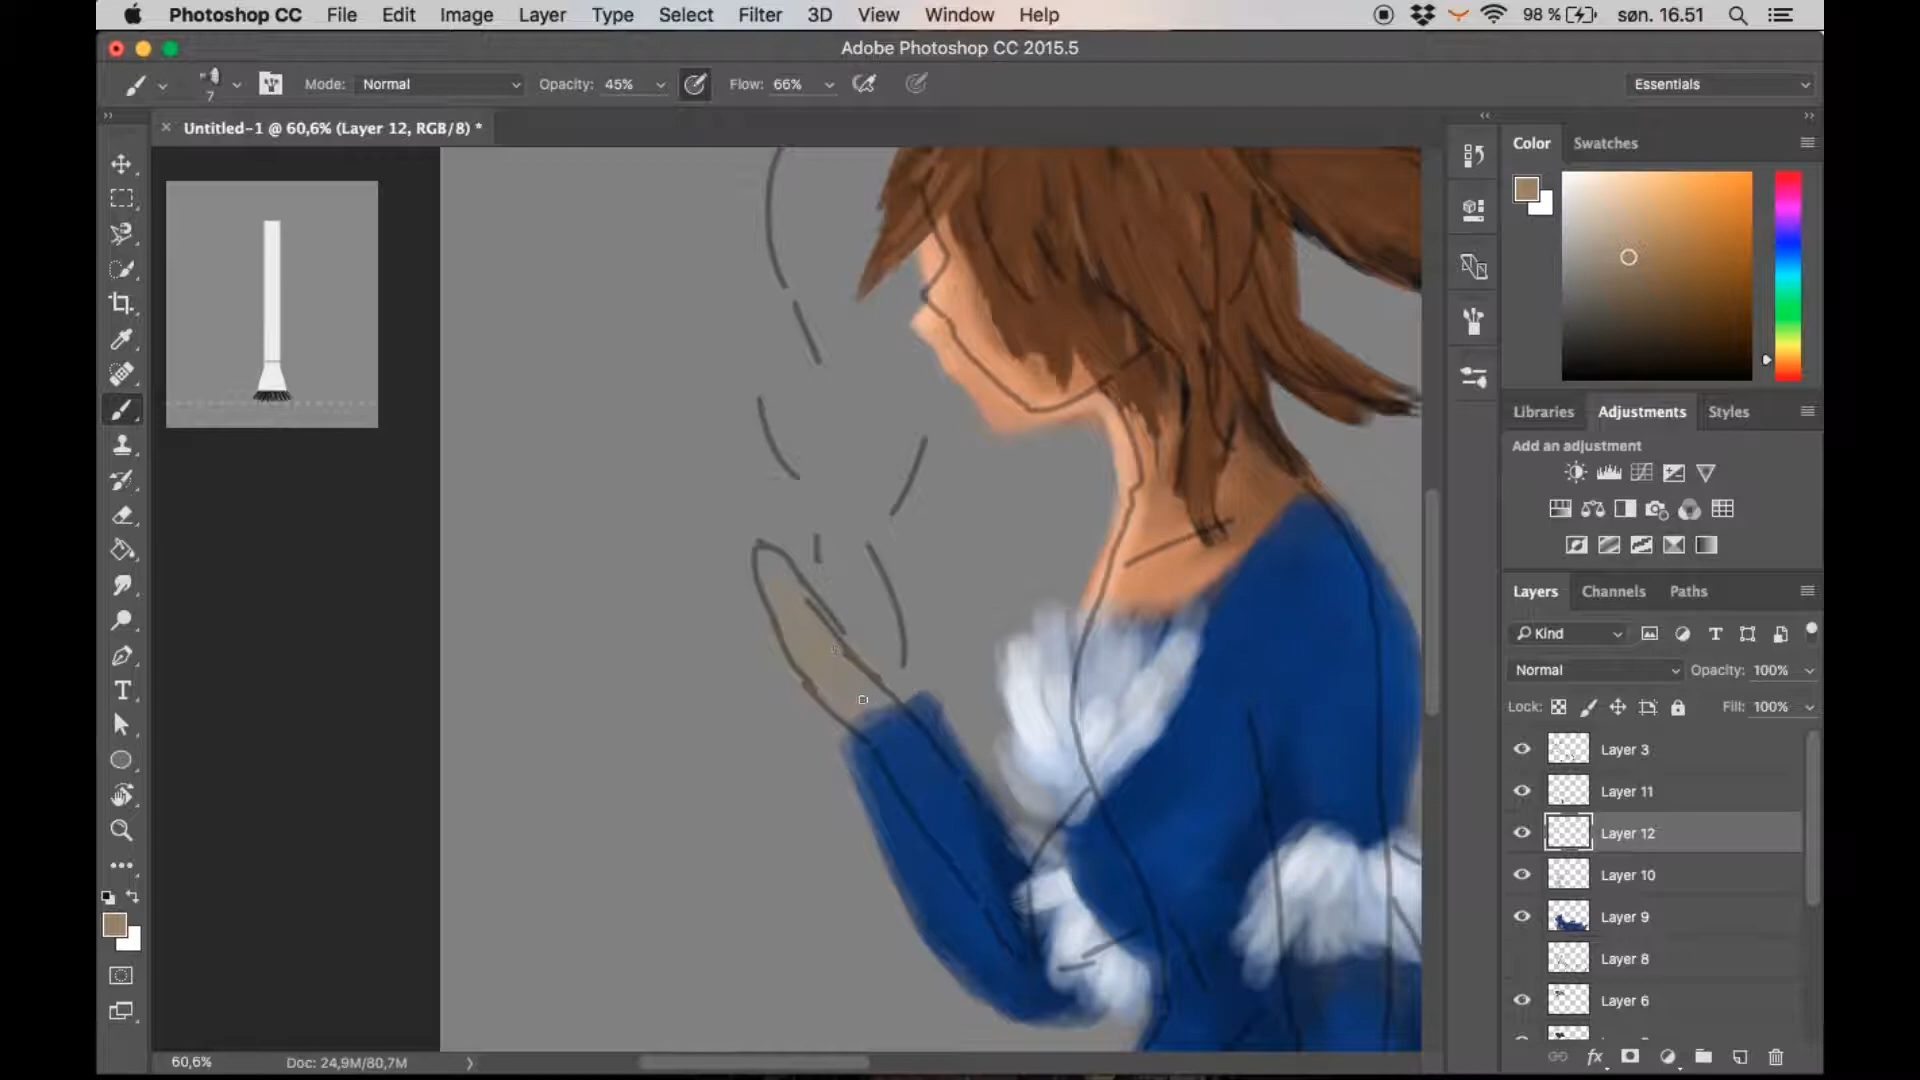 Photoshop CC File Edit Image Layer Type Select Filter 3D View Window Help 98 % søn. 16.51
Adobe Photoshop CC 2015.5
7 Mode: Normal Opacity: 45% Flow: 66% Essentials
Untitled-1 @ 60,6% (Layer 12, RGB/8) *
Color Swatches
Libraries Adjustments Styles
Add an adjustment
Layers Channels Paths
Kind
Normal Opacity: 100%
Lock: Fill: 100%
Layer 3
Layer 11
Layer 12
Layer 10
Layer 9
Layer 8
Layer 6
60,6% Doc: 24,9M/80,7M